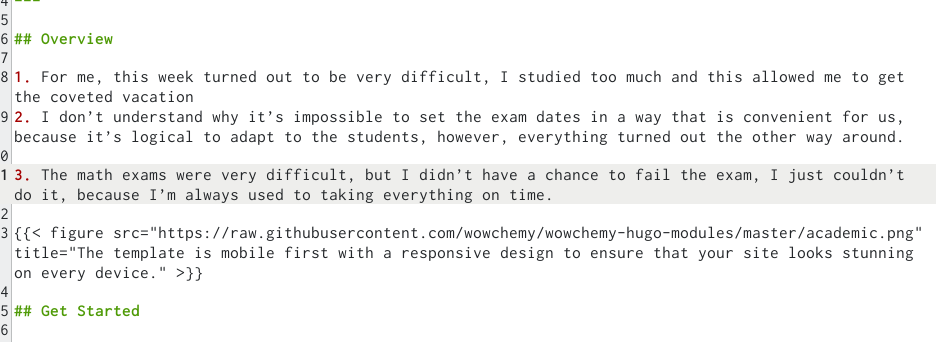 4 ---
5
6 ## Overview
7
8 1. For me, this week turned out to be very difficult, I studied too much and this allowed me to get
the coveted vacation
9 2. I don’t understand why it’s impossible to set the exam dates in a way that is convenient for us,
because it’s logical to adapt to the students, however, everything turned out the other way around.
0
1 3. The math exams were very difficult, but I didn’t have a chance to fail the exam, I just couldn’t
do it, because I’m always used to taking everything on time.
2
3 {{< figure src="https://raw.githubusercontent.com/wowchemy/wowchemy-hugo-modules/master/academic.png"
title="The template is mobile first with a responsive design to ensure that your site looks stunning
on every device." >}}
4
5 ## Get Started
6